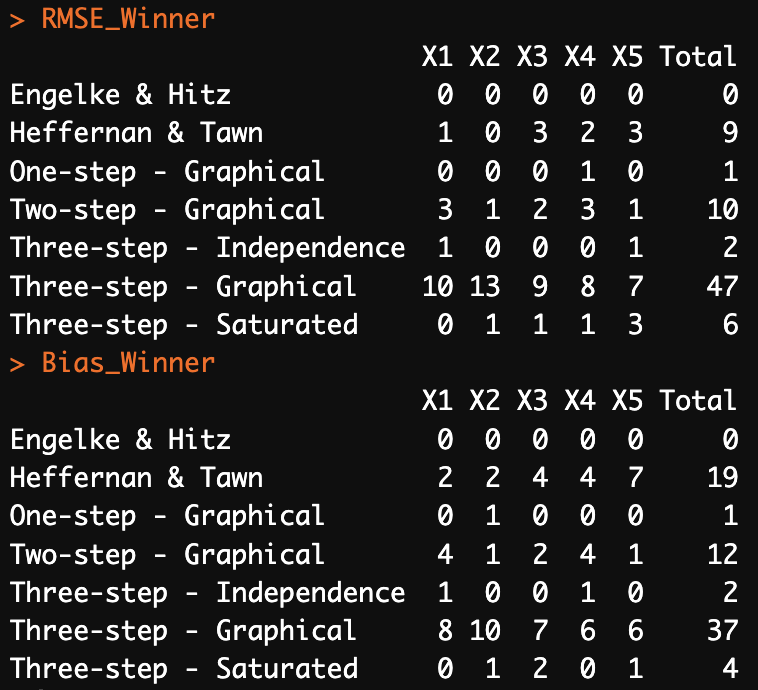 > RMSE_Winner
X1 X2 X3 X4 X5 Total
Engelke & Hitz 0 0 0 0 0 0
Heffernan & Tawn 1 0 3 2 3 9
One-step - Graphical 0 0 0 1 0 1
Two-step - Graphical 3 1 2 3 1 10
Three-step - Independence 1 0 0 0 1 2
Three-step - Graphical 10 13 9 8 7 47
Three-step - Saturated 0 1 1 1 3 6
> Bias_Winner
X1 X2 X3 X4 X5 Total
Engelke & Hitz 0 0 0 0 0 0
Heffernan & Tawn 2 2 4 4 7 19
One-step - Graphical 0 1 0 0 0 1
Two-step - Graphical 4 1 2 4 1 12
Three-step - Independence 1 0 0 1 0 2
Three-step - Graphical 8 10 7 6 6 37
Three-step - Saturated 0 1 2 0 1 4